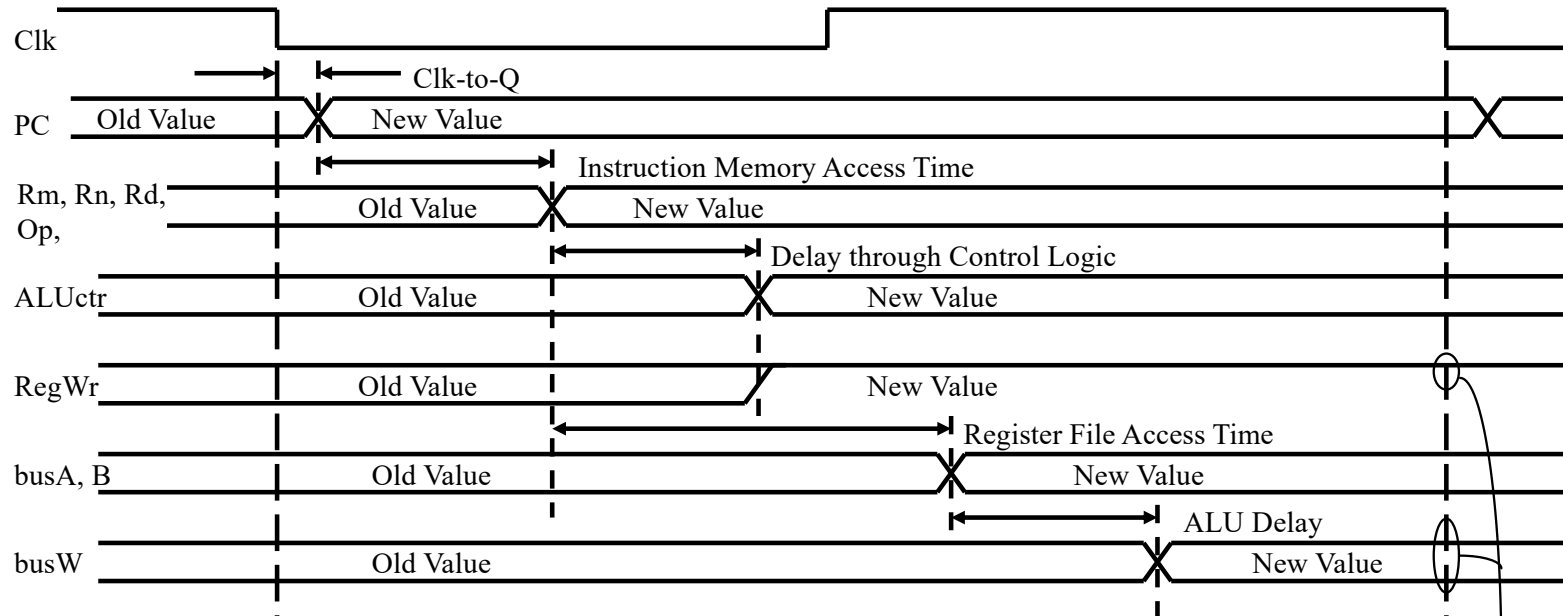 Clk
Clk-to-Q
PC Old Value New Value
Instruction Memory Access Time
Rm, Rn, Rd,
Op,
Old Value New Value
Delay through Control Logic
ALUctr Old Value New Value
RegWr Old Value New Value
Register File Access Time
busA, B Old Value New Value
ALU Delay
busW Old Value New Value